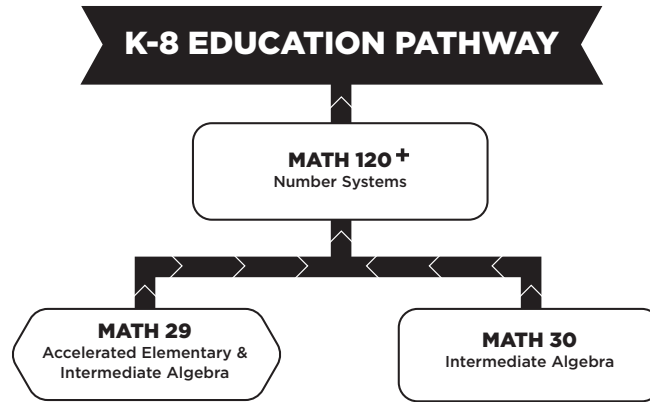 K-8 EDUCATION PATHWAY
MATH 120+
Number Systems
MATH 29
Accelerated Elementary &
Intermediate Algebra
MATH 30
Intermediate Algebra